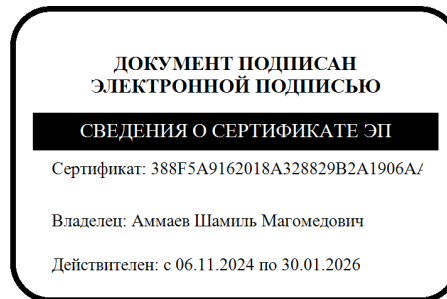 ДОКУМЕНТ ПОДПИСАН
ЭЛЕКТРОННОЙ ПОДПИСЬЮ
СВЕДЕНИЯ О СЕРТИФИКАТЕ ЭП
Сертификат: 388F5A9162018A328829B2A1906A
Владелец: Аммаев Шамиль Магомедович
Действителен: с 06.11.2024 по 30.01.2026